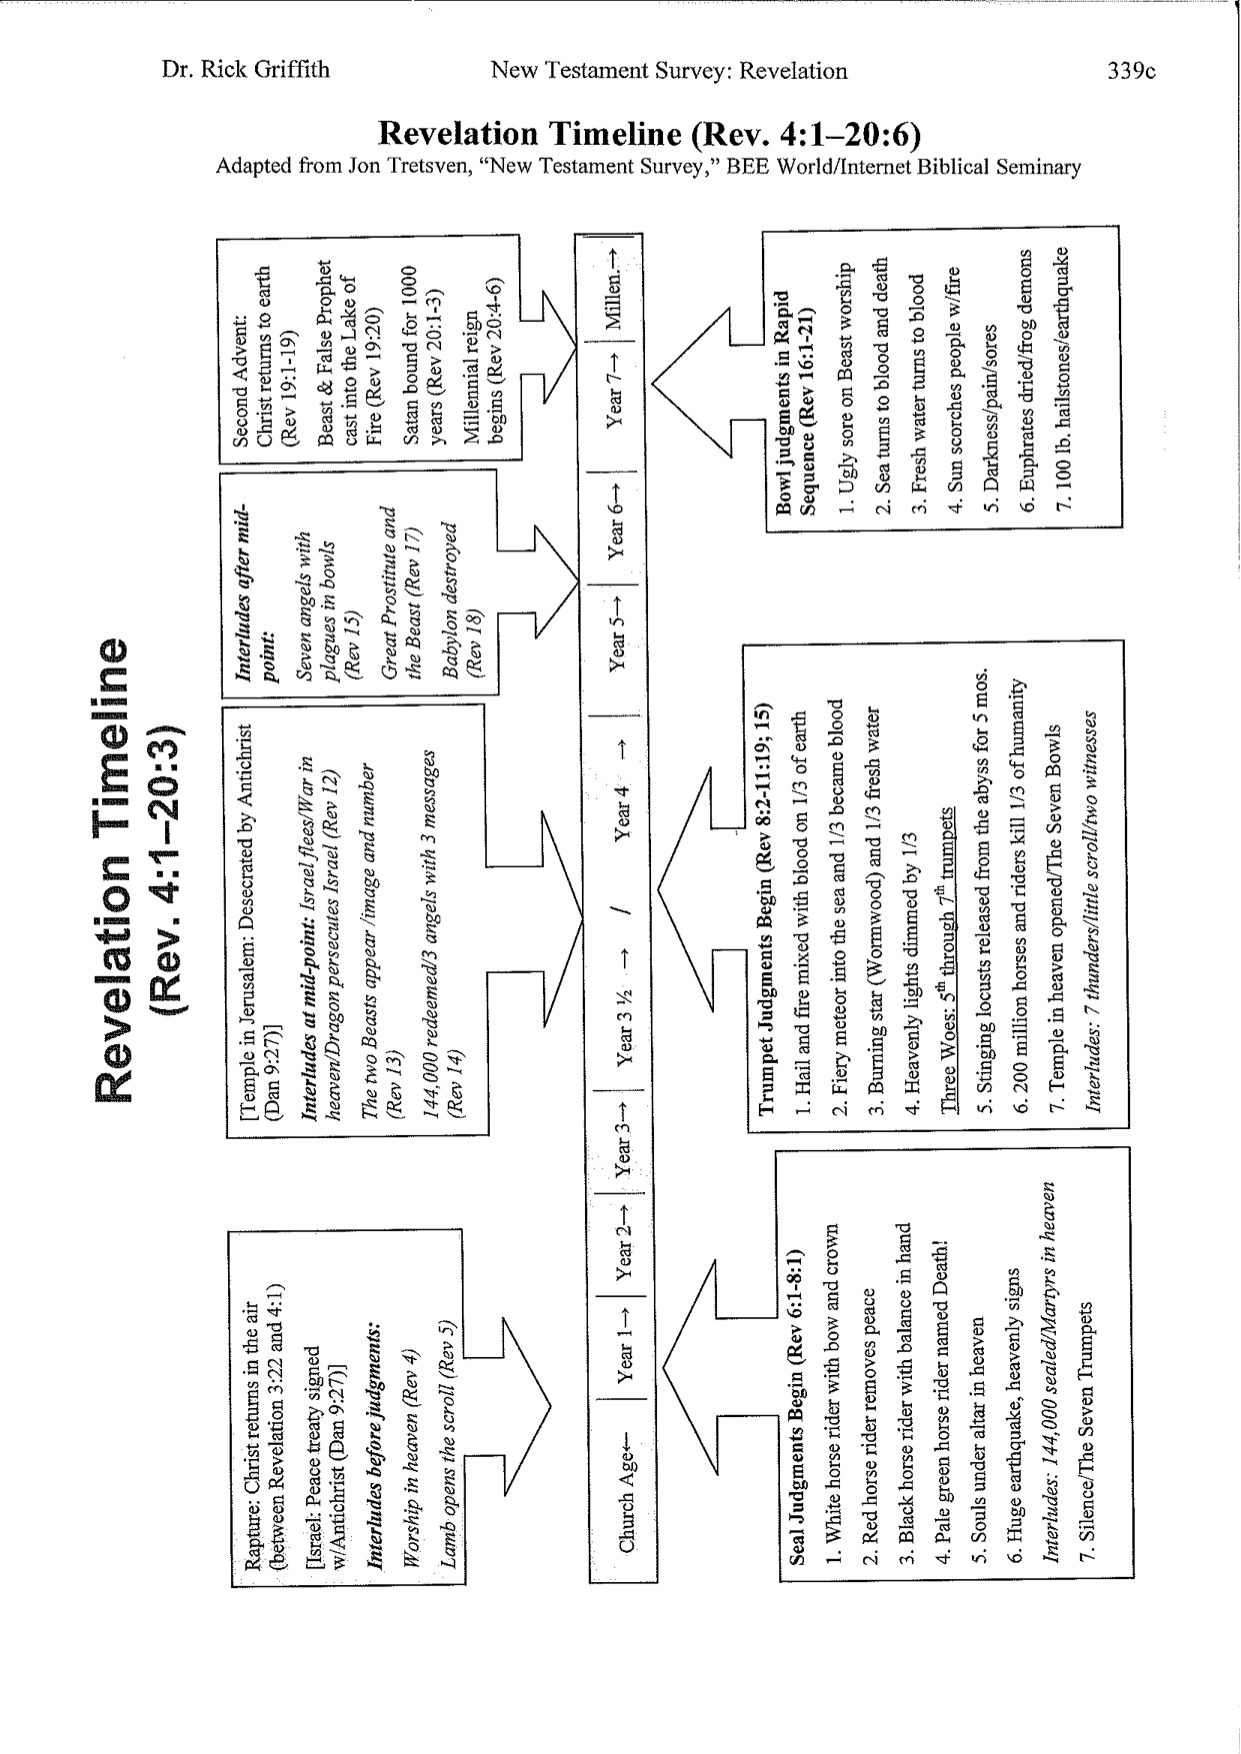 Dr. Rick Griffith
New Testament Survey: Revelation
339c
Revelation Timeline (Rev. 4:1–20:6)
Adapted from Jon Tretsven, “New Testament Survey,” BEE World/Internet Biblical Seminary
Revelation Timeline
(Rev. 4:1–20:3)
Rapture: Christ returns in the air
(between Revelation 3:22 and 4:1)
[Israel: Peace treaty signed
w/Antichrist (Dan 9:27)]
Interludes before judgments:
Worship in heaven (Rev 4)
Lamb opens the scroll (Rev 5)
[Temple in Jerusalem: Desecrated by Antichrist
(Dan 9:27)]
Interludes at mid-point: Israel flees/War in
heaven/Dragon persecutes Israel (Rev 12)
The two Beasts appear /image and number
(Rev 13)
144,000 redeemed/3 angels with 3 messages
(Rev 14)
Interludes after mid-
point:
Seven angels with
plagues in bowls
(Rev 15)
Great Prostitute and
the Beast (Rev 17)
Babylon destroyed
(Rev 18)
Second Advent:
Christ returns to earth
(Rev 19:1-19)
Beast & False Prophet
cast into the Lake of
Fire (Rev 19:20)
Satan bound for 1000
years (Rev 20:1-3)
Millennial reign
begins (Rev 20:4-6)
Church Age← | Year 1→ | Year 2→ | Year 3→ | Year 3 ½ → / Year 4 → | Year 5→ | Year 6→ | Year 7→ | Millen.→
Seal Judgments Begin (Rev 6:1-8:1)
1. White horse rider with bow and crown
2. Red horse rider removes peace
3. Black horse rider with balance in hand
4. Pale green horse rider named Death!
5. Souls under altar in heaven
6. Huge earthquake, heavenly signs
Interludes: 144,000 sealed/Martyrs in heaven
7. Silence/The Seven Trumpets
Trumpet Judgments Begin (Rev 8:2-11:19; 15)
1. Hail and fire mixed with blood on 1/3 of earth
2. Fiery meteor into the sea and 1/3 became blood
3. Burning star (Wormwood) and 1/3 fresh water
4. Heavenly lights dimmed by 1/3
Three Woes: 5th through 7th trumpets
5. Stinging locusts released from the abyss for 5 mos.
6. 200 million horses and riders kill 1/3 of humanity
7. Temple in heaven opened/The Seven Bowls
Interludes: 7 thunders/little scroll/two witnesses
Bowl judgments in Rapid
Sequence (Rev 16:1-21)
1. Ugly sore on Beast worship
2. Sea turns to blood and death
3. Fresh water turns to blood
4. Sun scorches people w/fire
5. Darkness/pain/sores
6. Euphrates dried/frog demons
7. 100 lb. hailstones/earthquake